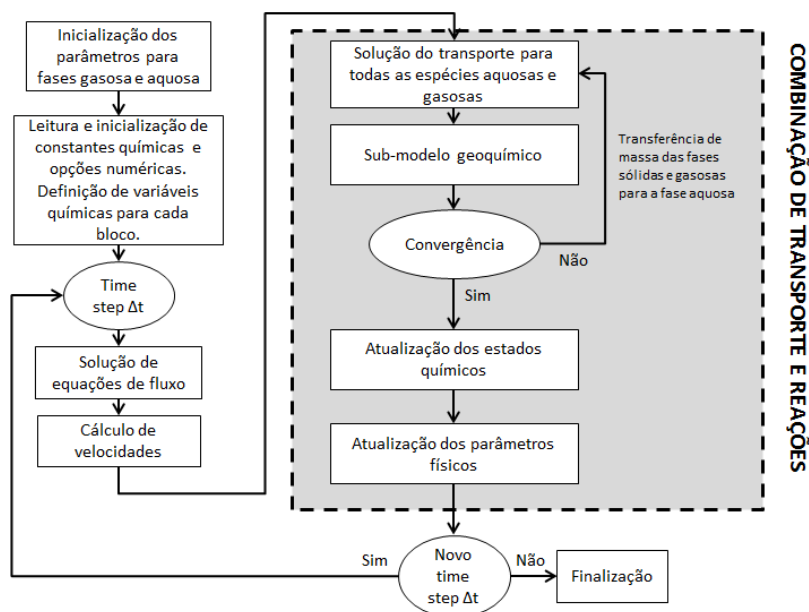 Inicialização dos
parâmetros para
fases gasosa e aquosa
Leitura e inicialização de
constantes químicas e
opções numéricas.
Definição de variáveis
químicas para cada
bloco.
Time
step Δt
Solução de
equações de fluxo
Cálculo de
velocidades
Solução do transporte para
todas as espécies aquosas e
gasosas
Sub-modelo geoquímico
Transferência de
massa das fases
sólidas e gasosas
para a fase aquosa
Convergência
Não
Sim
Atualização dos estados
químicos
Atualização dos parâmetros
físicos
COMBINAÇÃO DE TRANSPORTE E REAÇÕES
Sim
Novo
time
step Δt
Não
Finalização